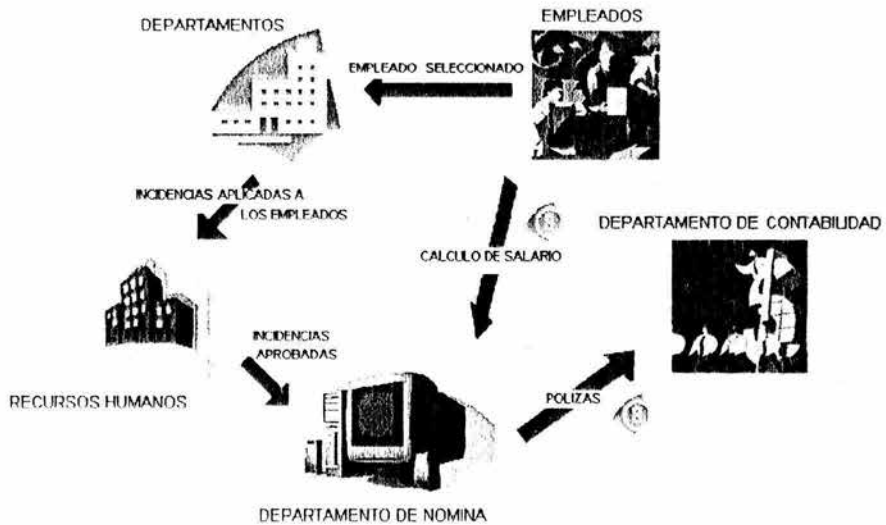 DEPARTAMENTOS
EMPLEADOS
EMPLEADO SELECCIONADO
INCIDENCIAS APLICADAS A
LOS EMPLEADOS
DEPARTAMENTO DE CONTABILIDAD
CALCULO DE SALARIO
INCIDENCIAS
APROBADAS
RECURSOS HUMANOS
POLIZAS
DEPARTAMENTO DE NOMINA